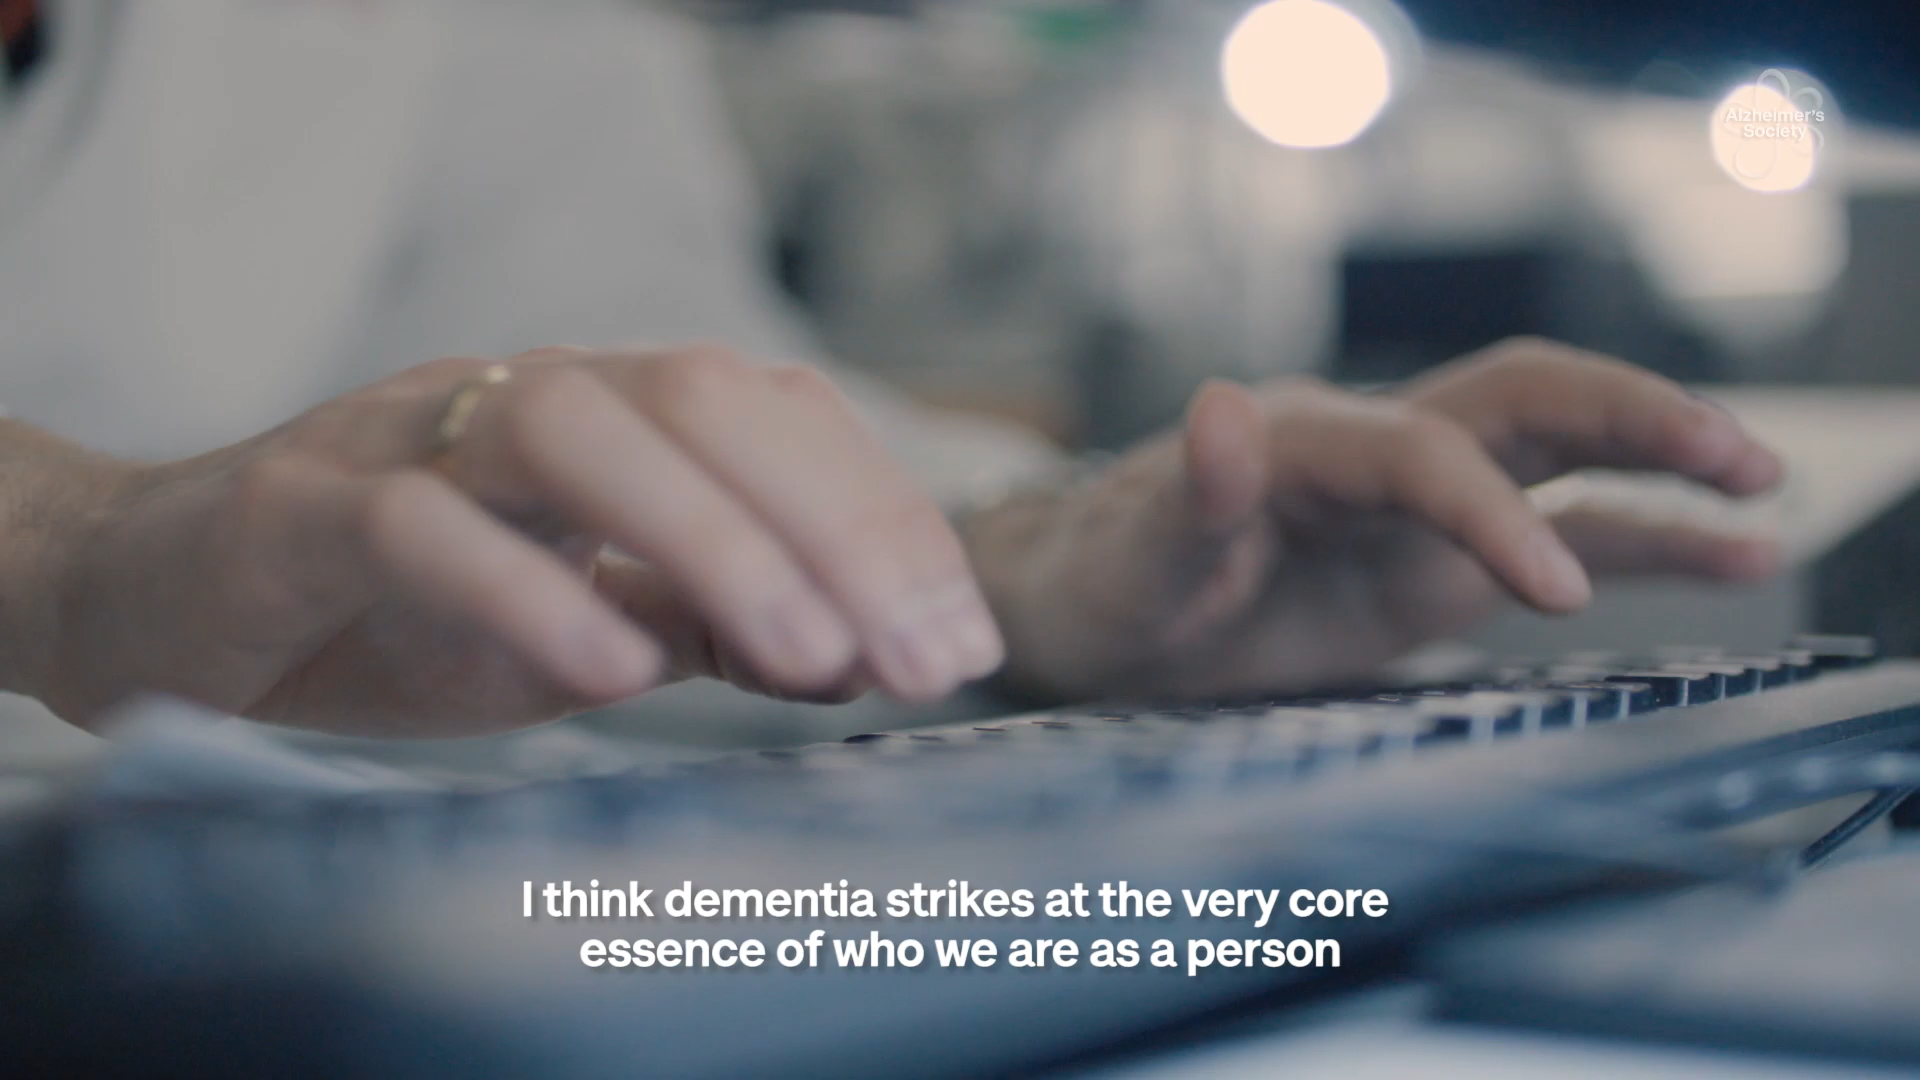 Alzheimer's
Society
I think dementia strikes at the very core
essence of who we are as a person